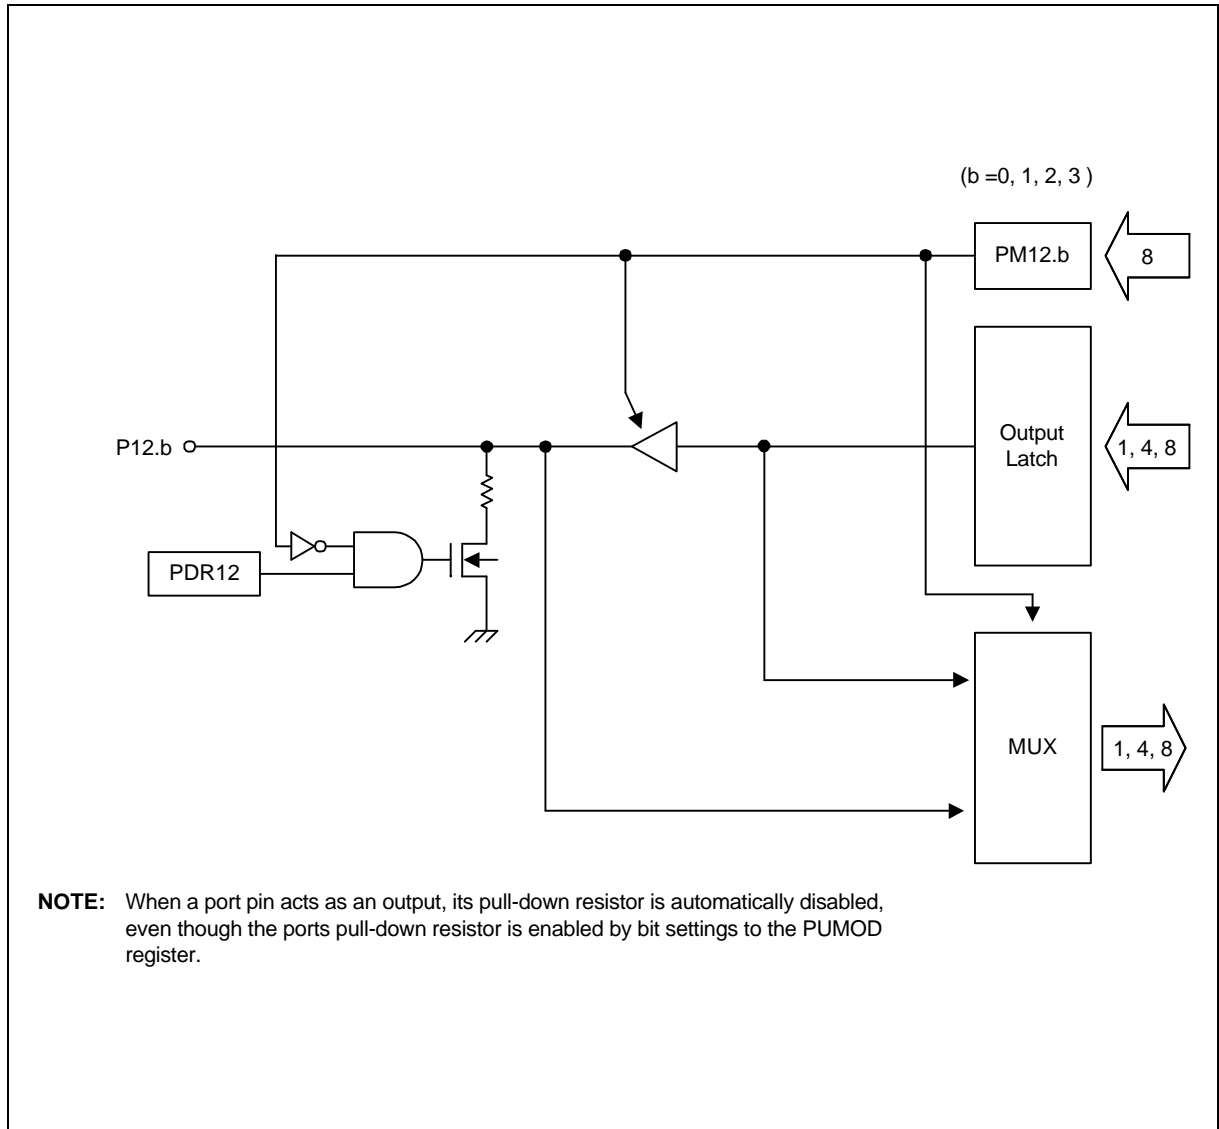 (b =0, 1, 2, 3 )
PM12.b
8
Output
Latch
1, 4, 8
P12.b
PDR12
MUX
1, 4, 8
NOTE: When a port pin acts as an output, its pull-down resistor is automatically disabled,
even though the ports pull-down resistor is enabled by bit settings to the PUMOD
register.